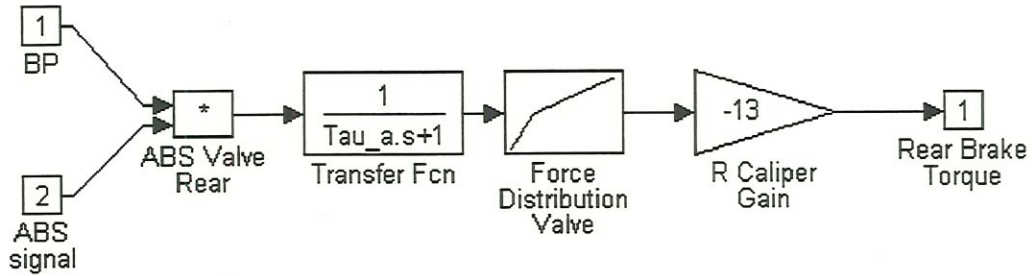 1
BP
2
ABS
signal
*
ABS Valve
Rear
1
Tau_a.s+1
Transfer Fcn
Force
Distribution
Valve
-13
R Caliper
Gain
1
Rear Brake
Torque